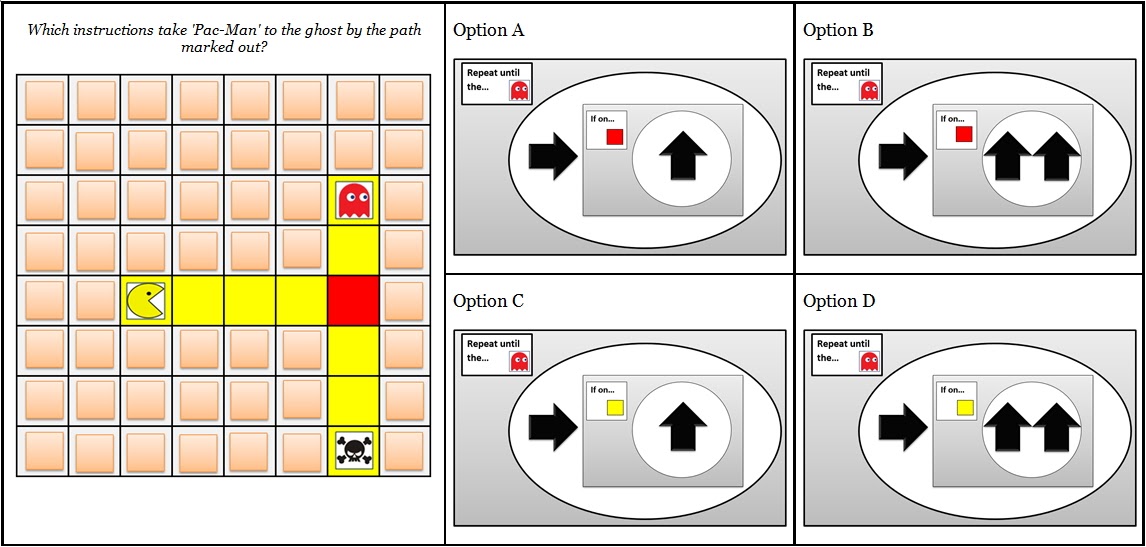 Which instructions take 'Pac-Man' to the ghost by the path
marked out?
Option A
Repeat until
the...
If on...
Option B
Repeat until
the...
If on...
Option C
Repeat until
the...
If on...
Option D
Repeat until
the...
If on...